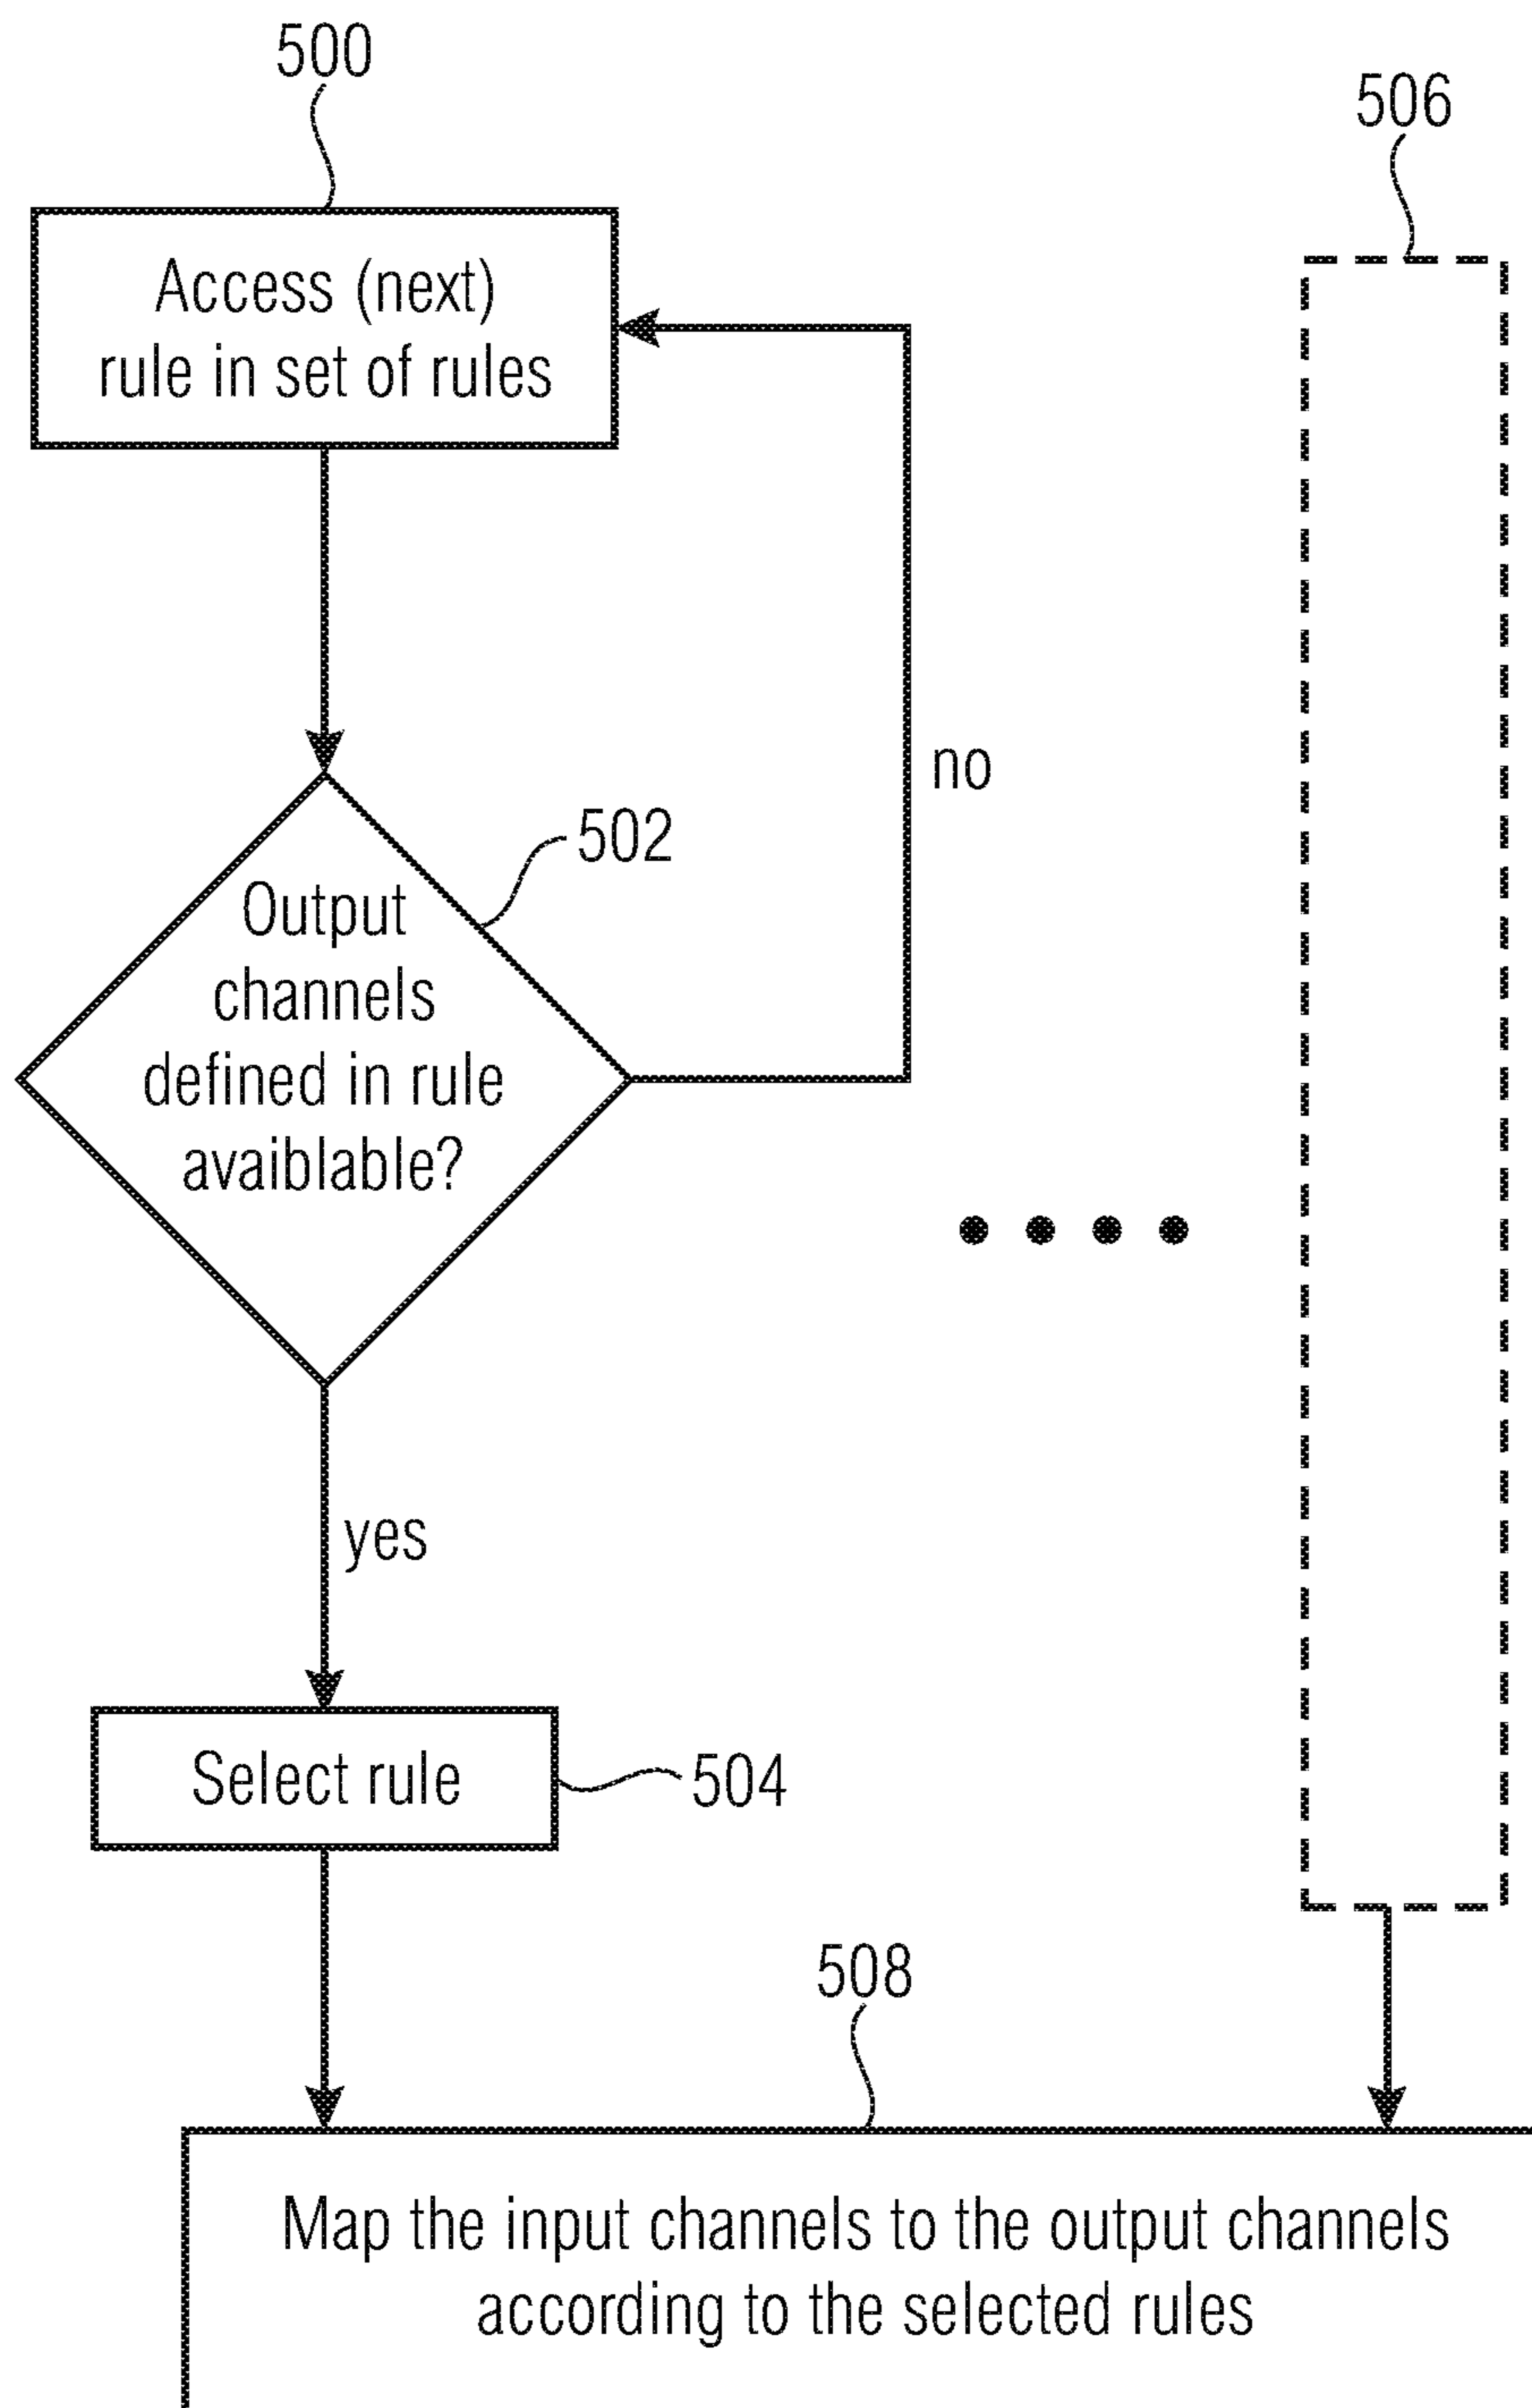 500
506
Access (next)
rule in set of rules
no
502
Output
channels
defined in rule
avaiblable?
yes
Select rule
504
508
Map the input channels to the output channels
according to the selected rules